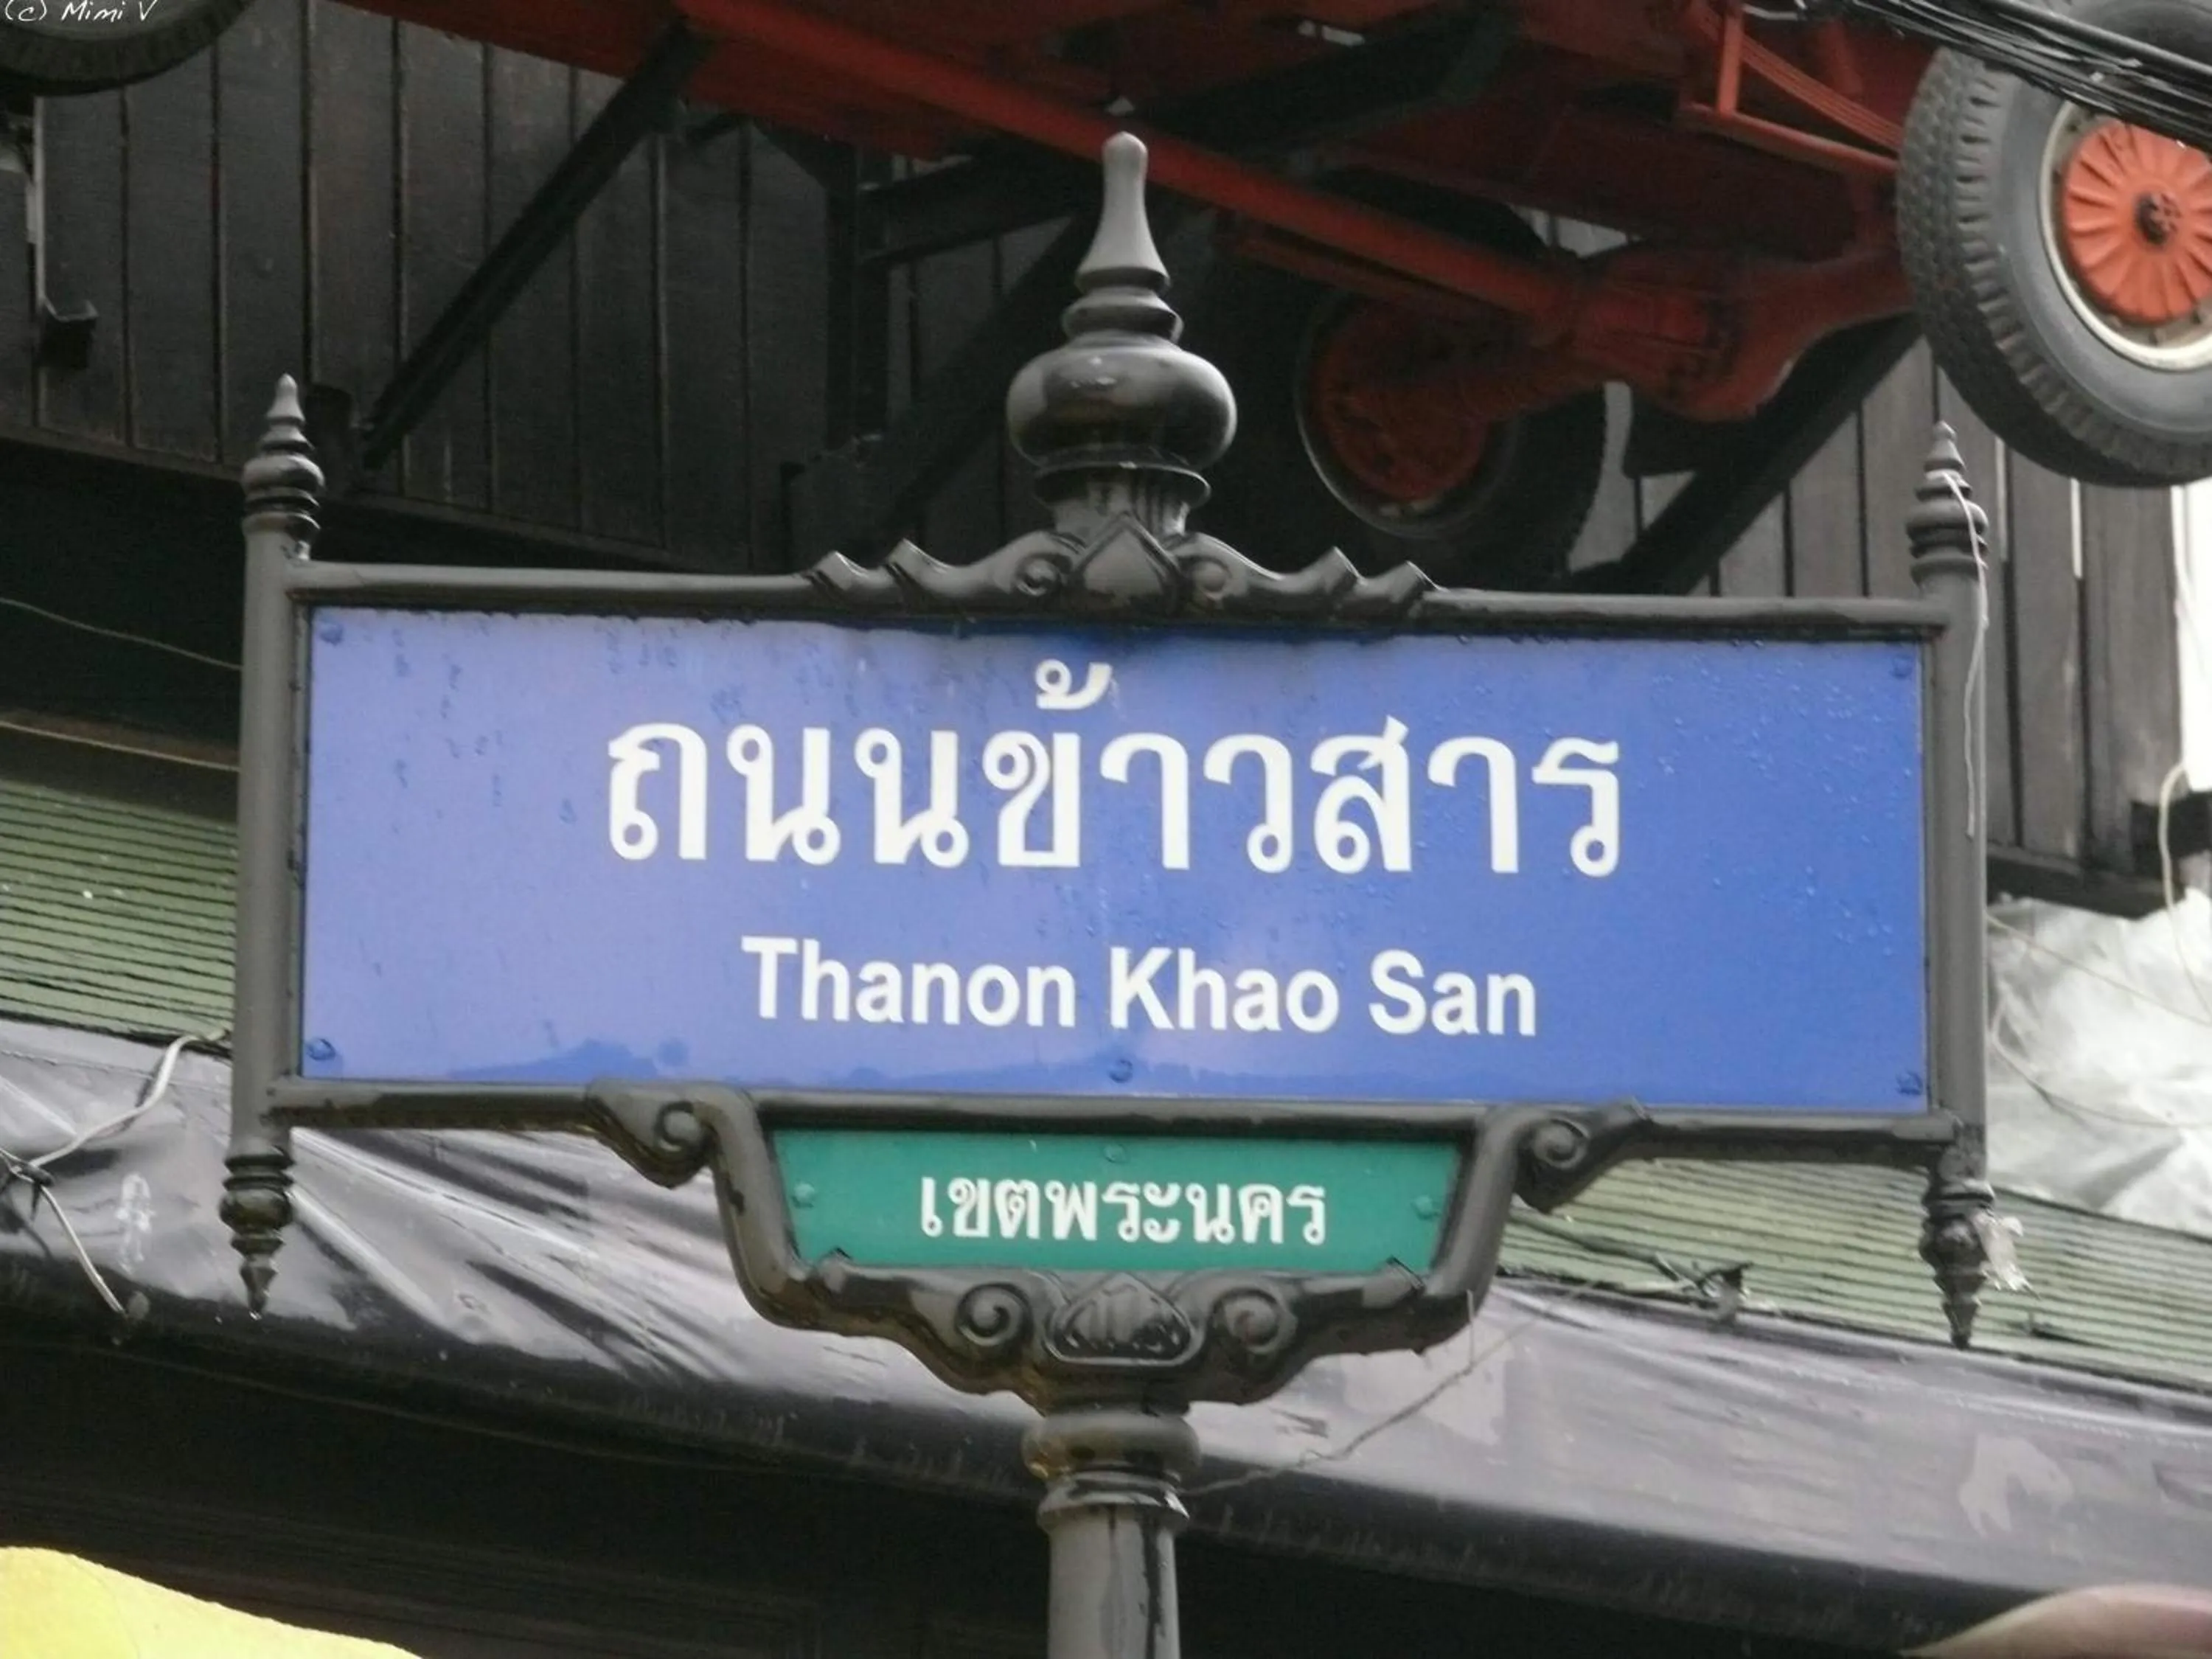 (c) Mimi V
ถนนข้าวสาร
Thanon Khao San
เขตพระนคร